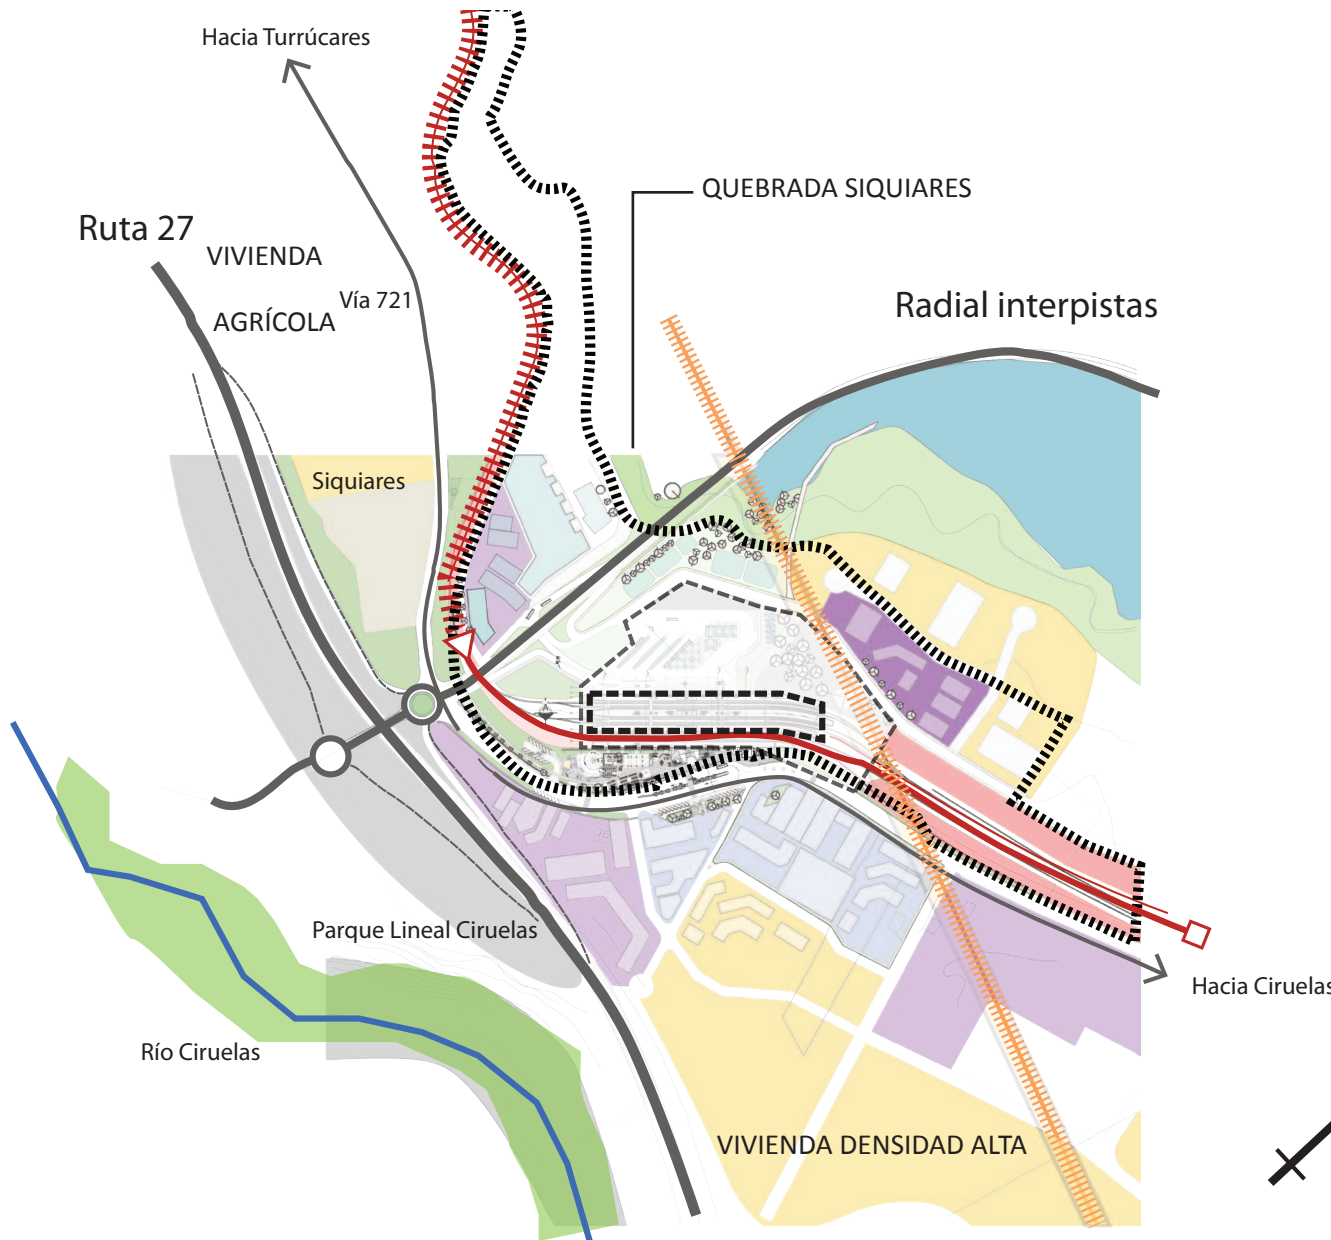 Hacia Turrúcares
QUEBRADA SIQUIARES
Ruta 27
VIVIENDA
AGRÍCOLA
Vía 721
Radial interpistas
Siquiares
Parque Lineal Ciruelas
Hacia Ciruelas
Río Ciruelas
VIVIENDA DENSIDAD ALTA